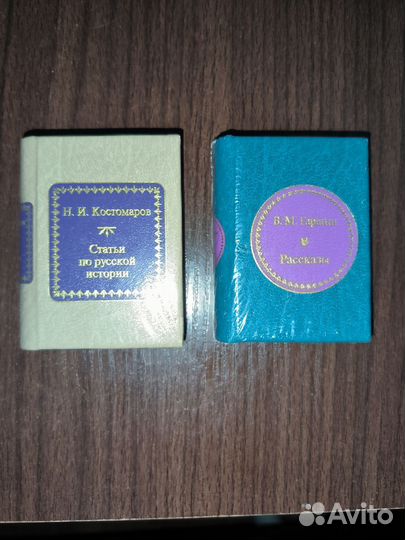 Н. И. Костомаров
Статьи
по русской
истории
В. М. Гаршин
Рассказы
Avito